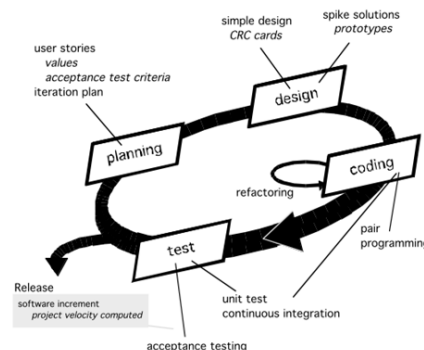 simple design
CRC cards
spike solutions
prototypes
user stories
values
acceptance test criteria
iteration plan
design
planning
coding
refactoring
test
pair
programming
Release
software increment
project velocity computed
unit test
continuous integration
acceptance testing